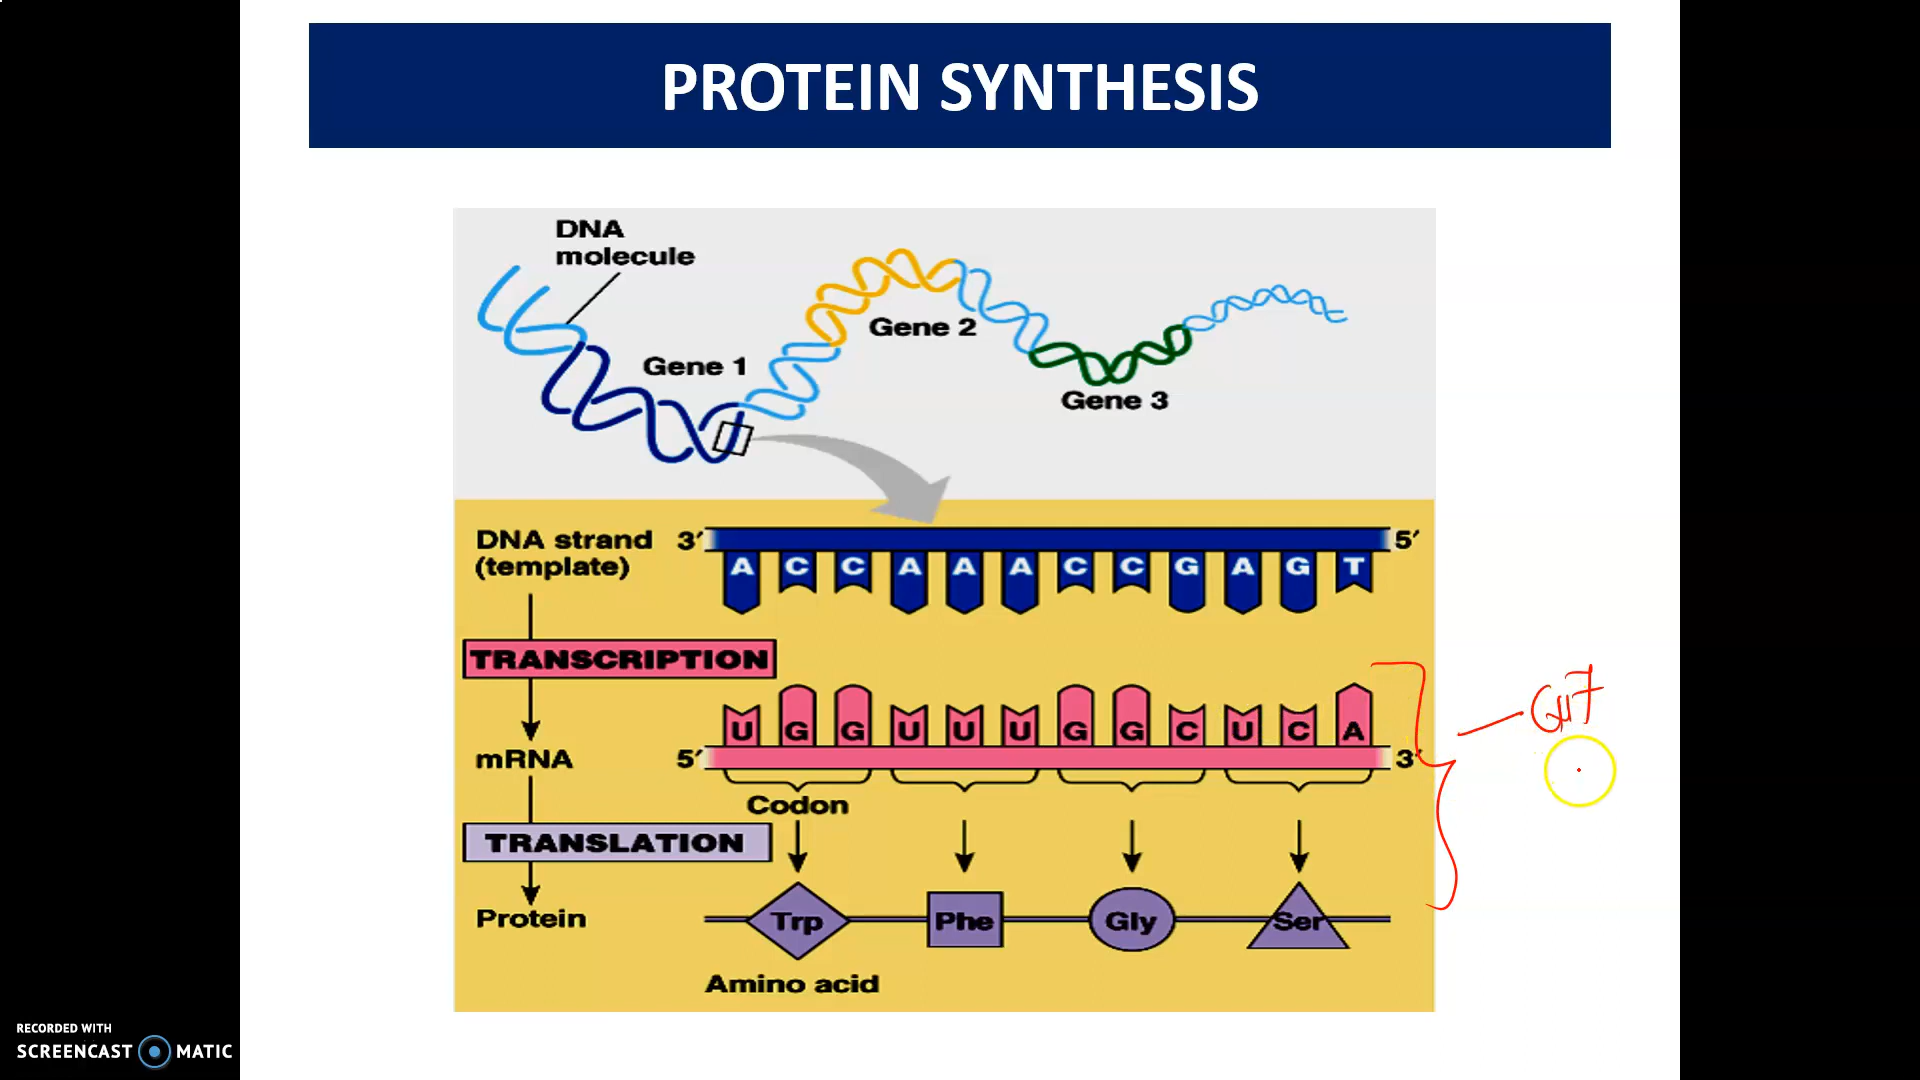 PROTEIN SYNTHESIS
DNA
molecule
Gene 1
Gene 2
Gene 3
DNA strand
(template)
3′
5′
A C C A A A C C G A G T
TRANSCRIPTION
U G G U U U G G C U C A
mRNA
5′
3′
Codon
TRANSLATION
Protein
Trp
Phe
Gly
Ser
Amino acid
RECORDED WITH
SCREENCAST MATIC